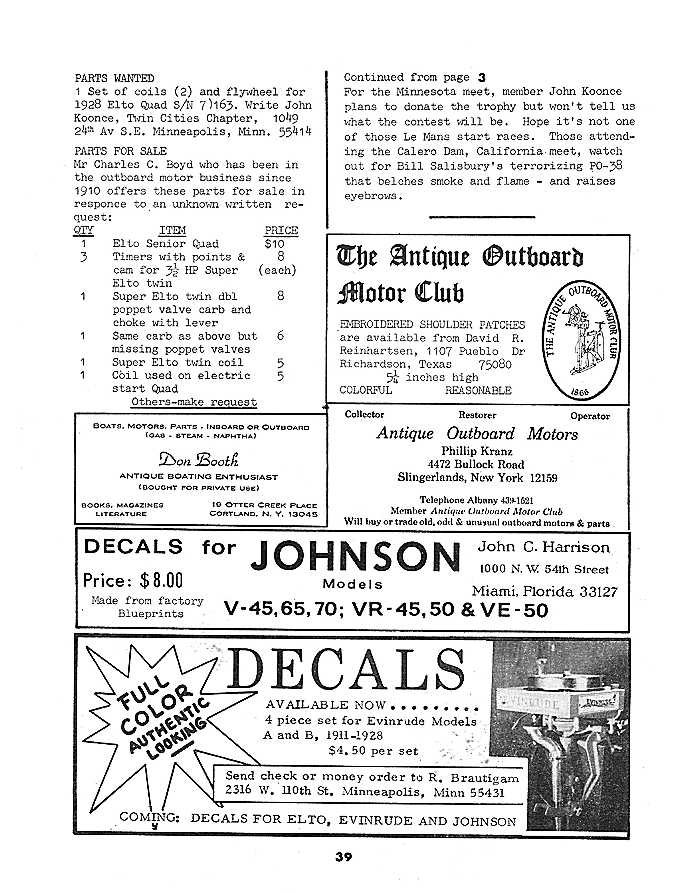 PARTS WANTED
1 Set of coils (2) and flywheel for
1928 Elto Quad S/N 7)163. Write John
Koonce, Twin Cities Chapter, 1049
24th Av S.E. Minneapolis, Minn. 55414
PARTS FOR SALE
Mr Charles C. Boyd who has been in
the outboard motor business since
1910 offers these parts for sale in
responce to an unknown written re-
quest:
QTY ITEM PRICE
1 Elto Senior Quad $10
3 Timers with points & 8
cam for 3½ HP Super (each)
Elto twin
1 Super Elto twin dbl 8
poppet valve carb and
choke with lever
1 Same carb as above but 6
missing poppet valves
1 Super Elto twin coil 5
1 Coil used on electric 5
start Quad
Others-make request
Continued from page 3
For the Minnesota meet, member John Koonce
plans to donate the trophy but won't tell us
what the contest will be. Hope it's not one
of those Le Mans start races. Those attend-
ing the Calero Dam, California meet, watch
out for Bill Salisbury's terrorizing PO-38
that belches smoke and flame - and raises
eyebrows.
The Antique Outboard
Motor Club
EMBROIDERED SHOULDER PATCHES
are available from David R.
Reinhartsen, 1107 Pueblo Dr
Richardson, Texas 75080
5¼ inches high
COLORFUL REASONABLE
THE ANTIQUE OUTBOARD MOTOR CLUB
1866
BOATS, MOTORS, PARTS - INBOARD OR OUTBOARD
(GAS - STEAM - NAPHTHA)
Don Booth
ANTIQUE BOATING ENTHUSIAST
(BOUGHT FOR PRIVATE USE)
BOOKS, MAGAZINES 19 OTTER CREEK PLACE
LITERATURE CORTLAND, N. Y. 13045
Collector Restorer Operator
Antique Outboard Motors
Phillip Kranz
4472 Bullock Road
Slingerlands, New York 12159
Telephone Albany 439-1521
Member Antique Outboard Motor Club
Will buy or trade old, odd & unusual outboard motors & parts
DECALS for JOHNSON
Price: $8.00 Models
Made from factory
Blueprints
V-45,65,70; VR-45,50 & VE-50
John C. Harrison
1000 N.W. 54th Street
Miami, Florida 33127
FULL
COLOR
AUTHENTIC
LOOKING
DECALS
AVAILABLE NOW.........
4 piece set for Evinrude Models
A and B, 1911-1928
$4.50 per set
Send check or money order to R. Brautigam
2316 W. 110th St. Minneapolis, Minn 55431
COMING: DECALS FOR ELTO, EVINRUDE AND JOHNSON
EVINRUDE
39